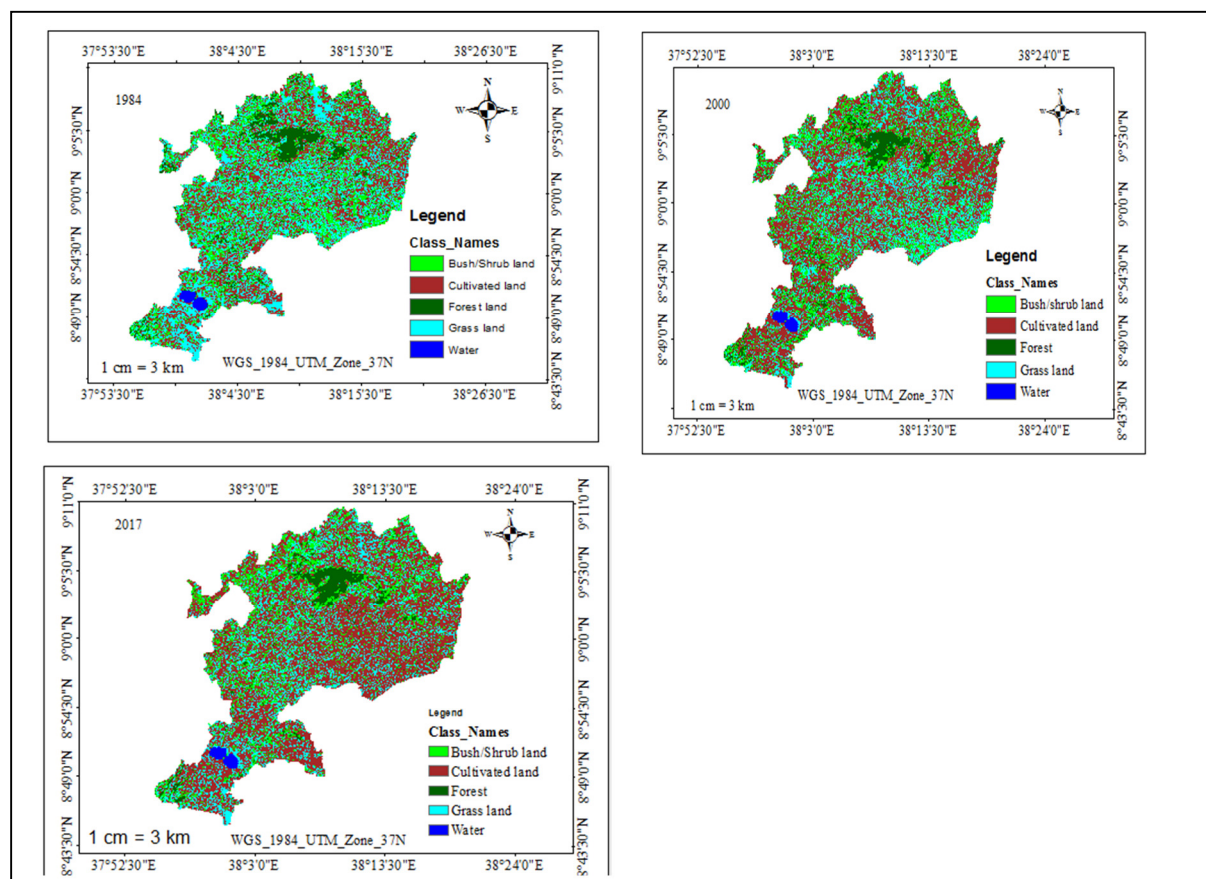 37°53'30"E 38°4'30"E 38°15'30"E 38°26'30"E
1984
N
W E
S
9°5'30"N
9°0'0"N
8°54'30"N
8°49'0"N
9°11'0"N
9°5'30"N
9°0'0"N
8°54'30"N
8°49'0"N
8°43'30"N
Legend
Class_Names
Bush/Shrub land
Cultivated land
Forest land
Grass land
Water
1 cm = 3 km
WGS_1984_UTM_Zone_37N
37°53'30"E 38°4'30"E 38°15'30"E 38°26'30"E
37°52'30"E 38°3'0"E 38°13'30"E 38°24'0"E
2000
N
W E
S
9°5'30"N
9°0'0"N
8°54'30"N
8°49'0"N
9°5'30"N
9°0'0"N
8°54'30"N
8°49'0"N
8°43'30"N
Legend
Class_Names
Bush/shrub land
Cultivated land
Forest
Grass land
Water
1 cm = 3 km
WGS_1984_UTM_Zone_37N
37°52'30"E 38°3'0"E 38°13'30"E 38°24'0"E
37°52'30"E 38°3'0"E 38°13'30"E 38°24'0"E
2017
N
W E
S
9°11'0"N
9°5'30"N
9°0'0"N
8°54'30"N
8°49'0"N
8°43'30"N
9°11'0"N
9°5'30"N
9°0'0"N
8°54'30"N
8°49'0"N
8°43'30"N
Legend
Class_Names
Bush/Shrub land
Cultivated land
Forest
Grass land
Water
1 cm = 3 km
WGS_1984_UTM_Zone_37N
37°52'30"E 38°3'0"E 38°13'30"E 38°24'0"E